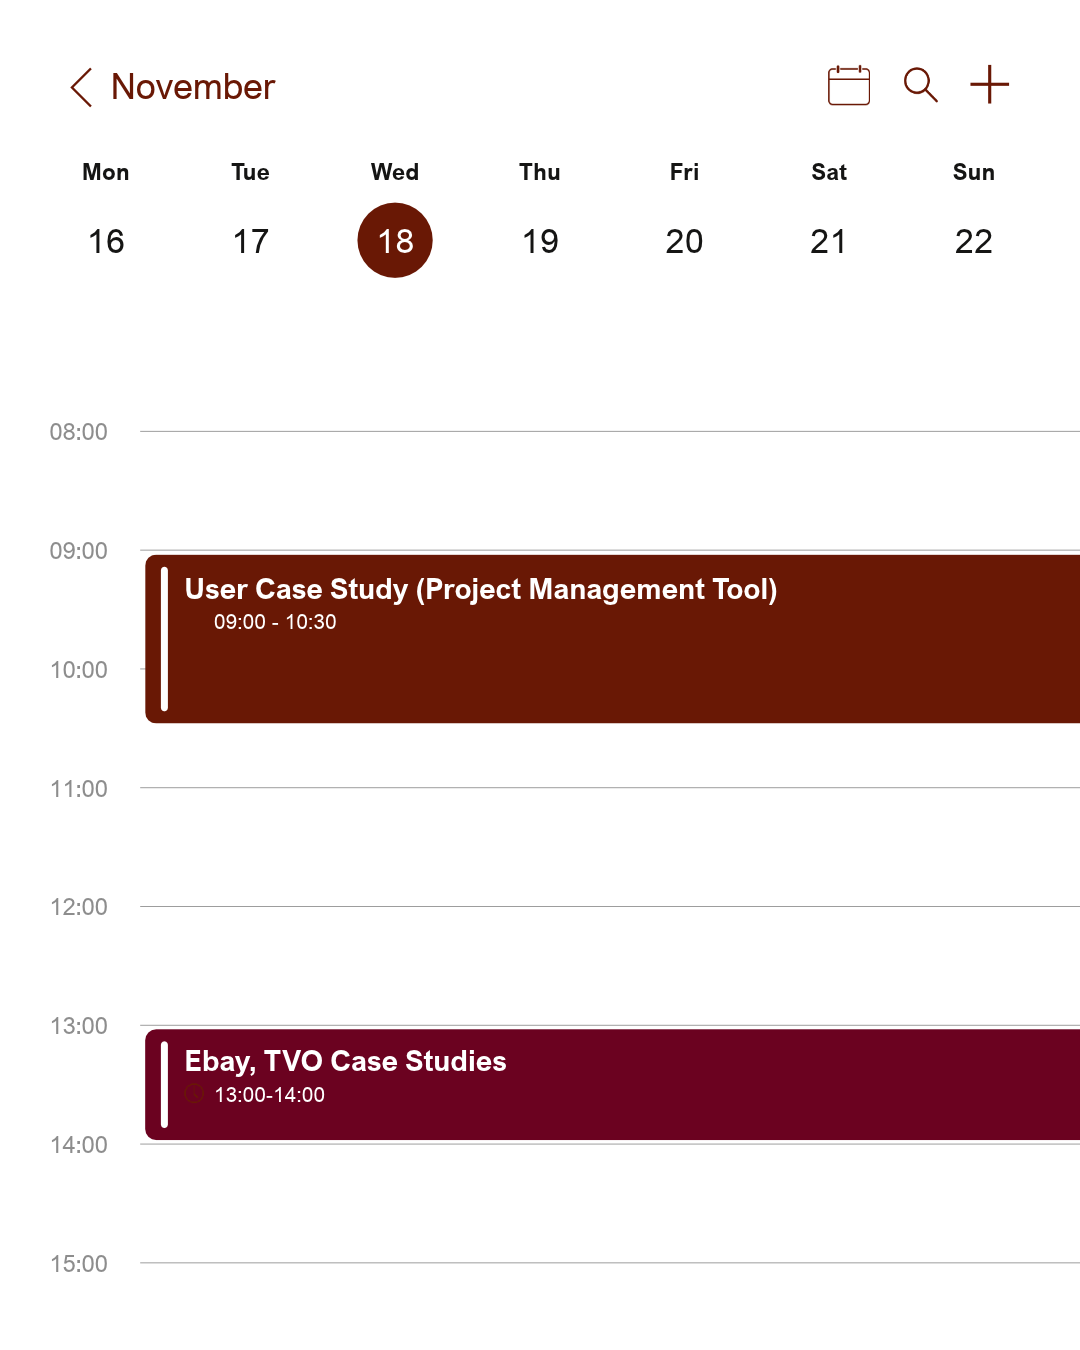 November
Mon Tue Wed Thu Fri Sat Sun
16 17 18 19 20 21 22
08:00
09:00
User Case Study (Project Management Tool)
09:00 - 10:30
10:00
11:00
12:00
13:00
Ebay, TVO Case Studies
13:00-14:00
14:00
15:00